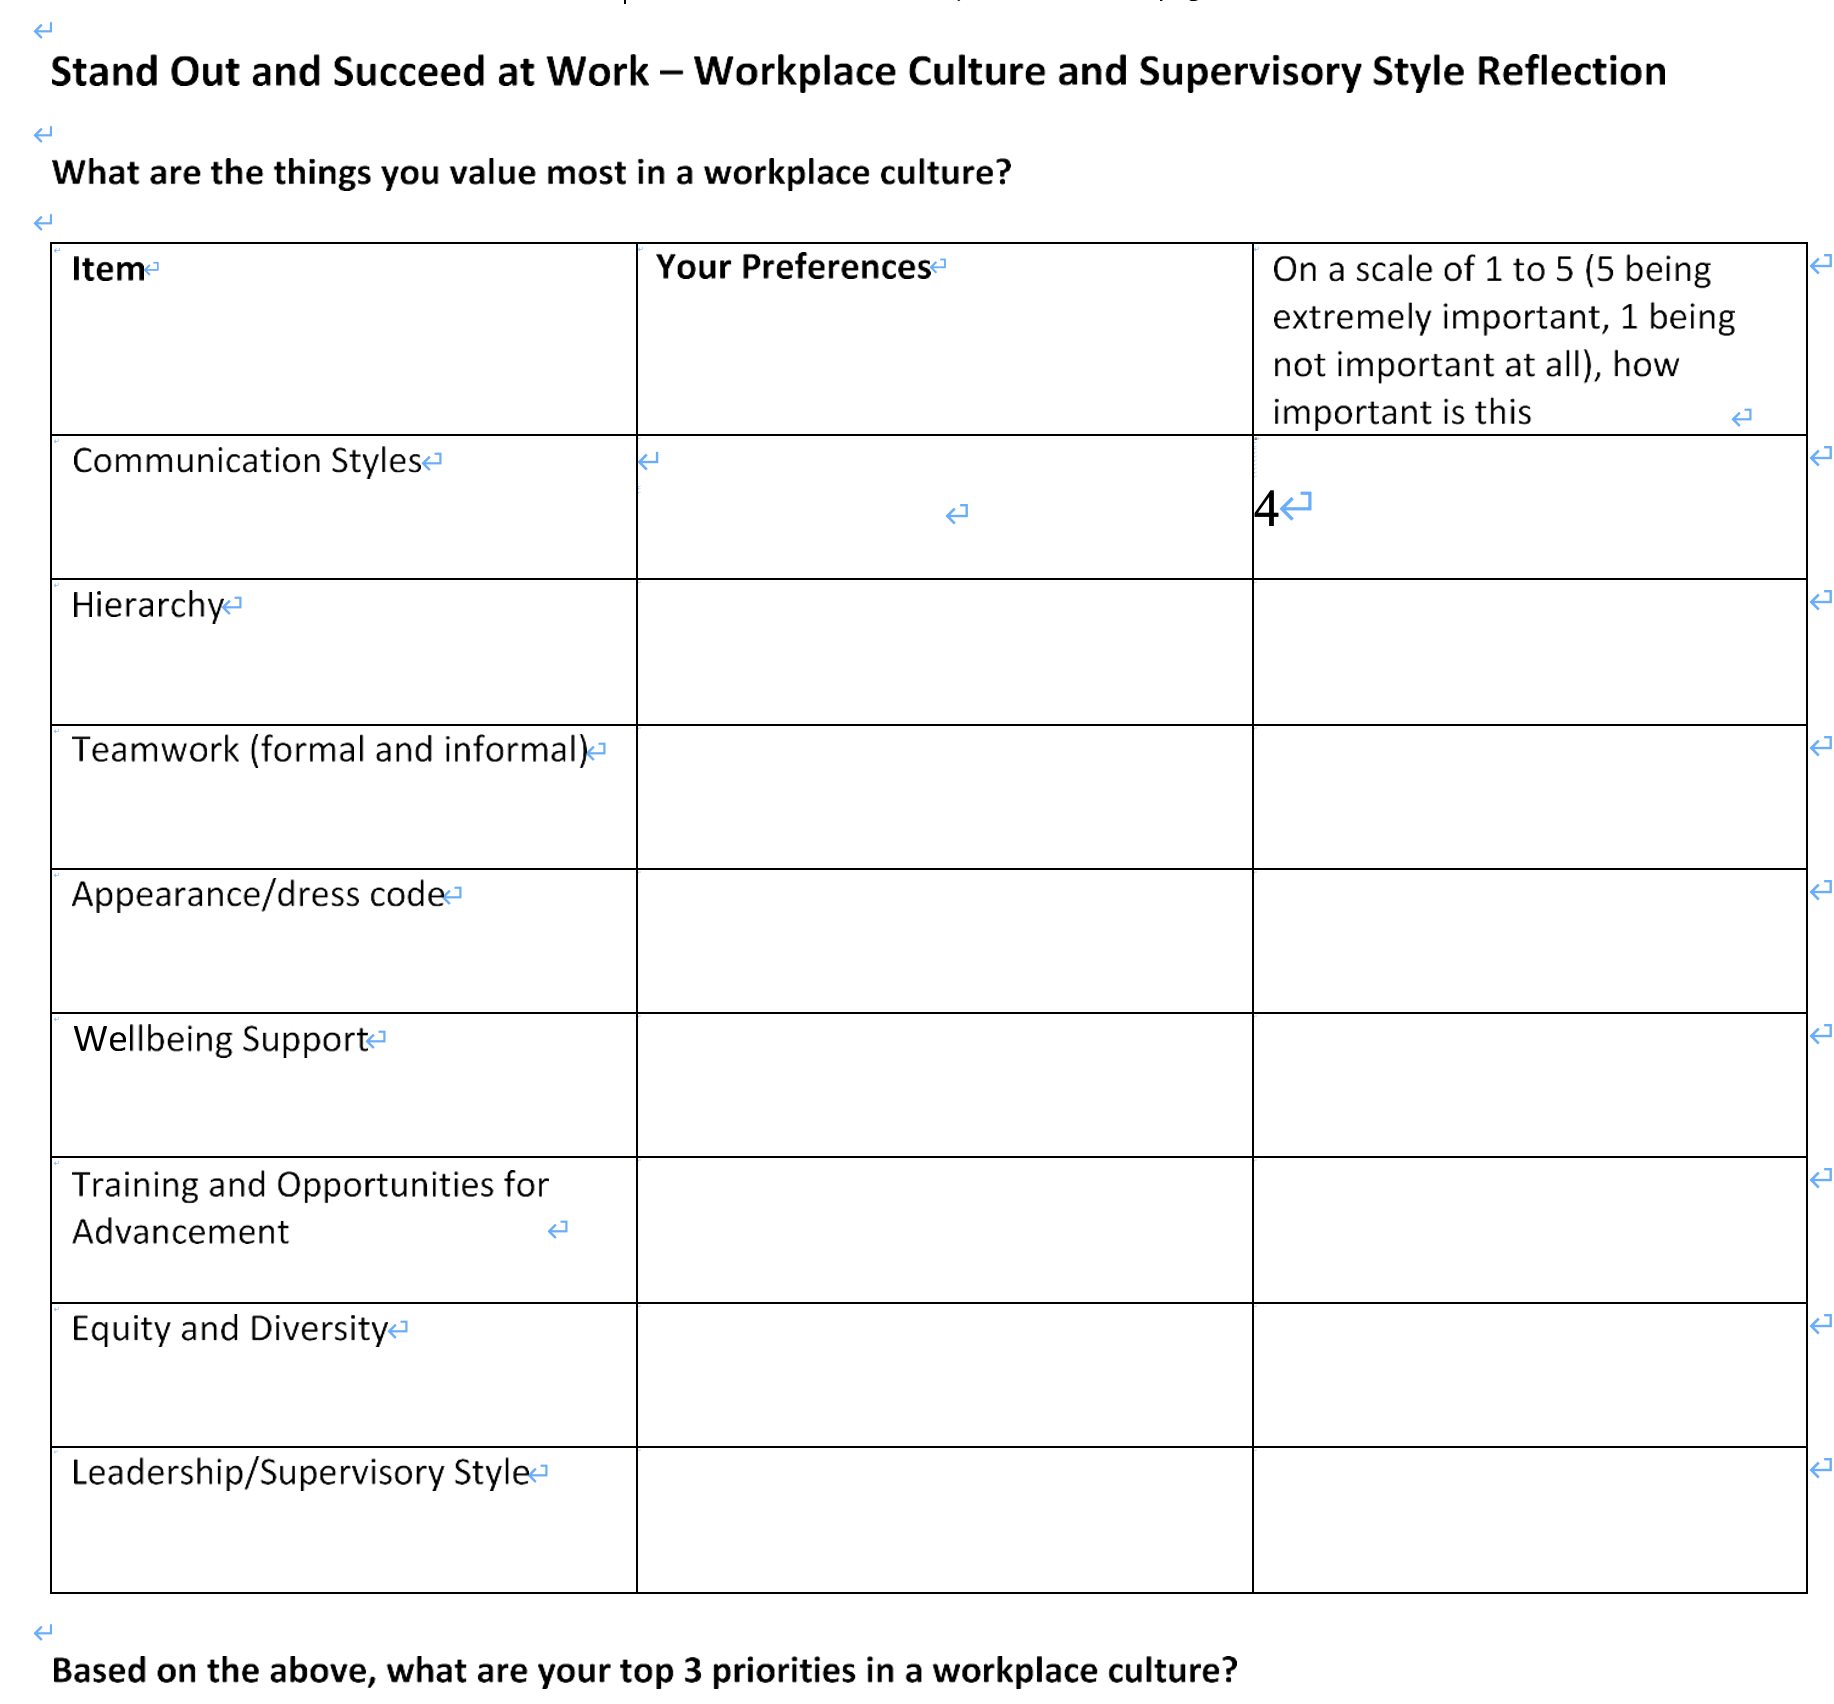 Stand Out and Succeed at Work – Workplace Culture and Supervisory Style Reflection
What are the things you value most in a workplace culture?
Item
Your Preferences
On a scale of 1 to 5 (5 being
extremely important, 1 being
not important at all), how
important is this
Communication Styles
4
Hierarchy
Teamwork (formal and informal)
Appearance/dress code
Wellbeing Support
Training and Opportunities for
Advancement
Equity and Diversity
Leadership/Supervisory Style
Based on the above, what are your top 3 priorities in a workplace culture?